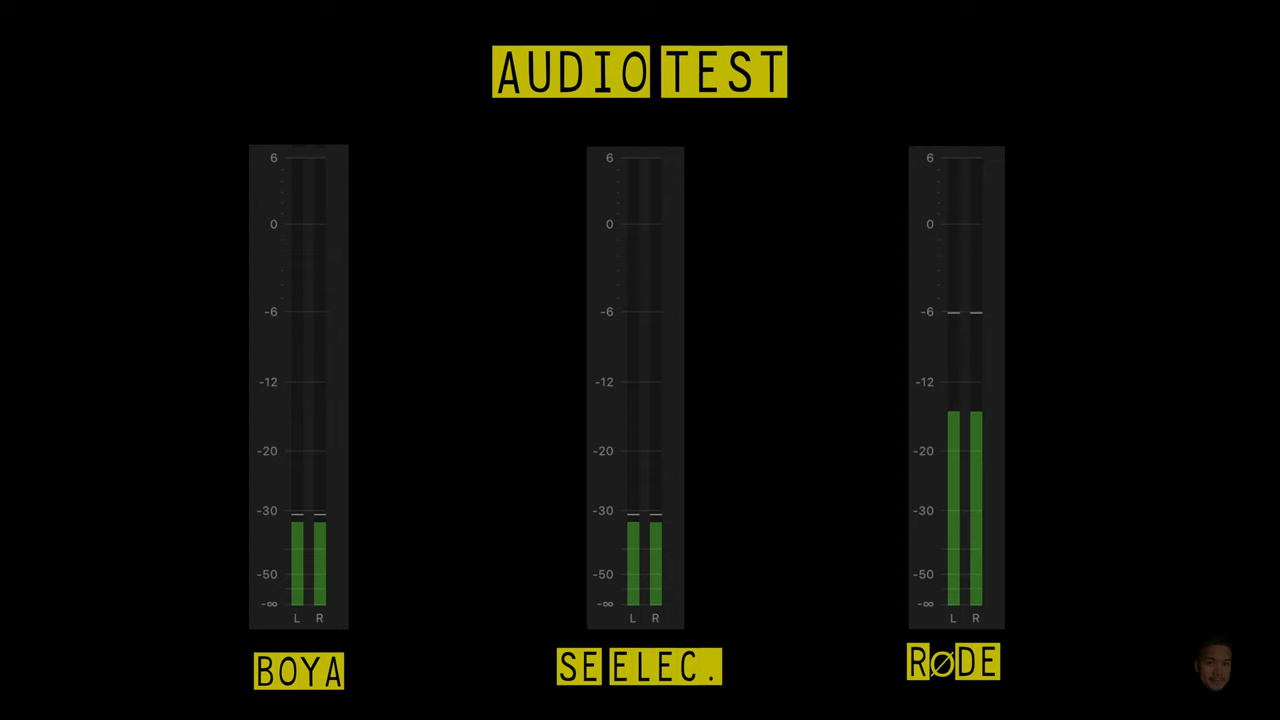 AUDIO TEST
6 6 6
0 0 0
-6 -6 -6
-12 -12 -12
-20 -20 -20
-30 -30 -30
-50 -50 -50
-∞ -∞ -∞
L R L R L R
BOYA SE ELEC. RØDE